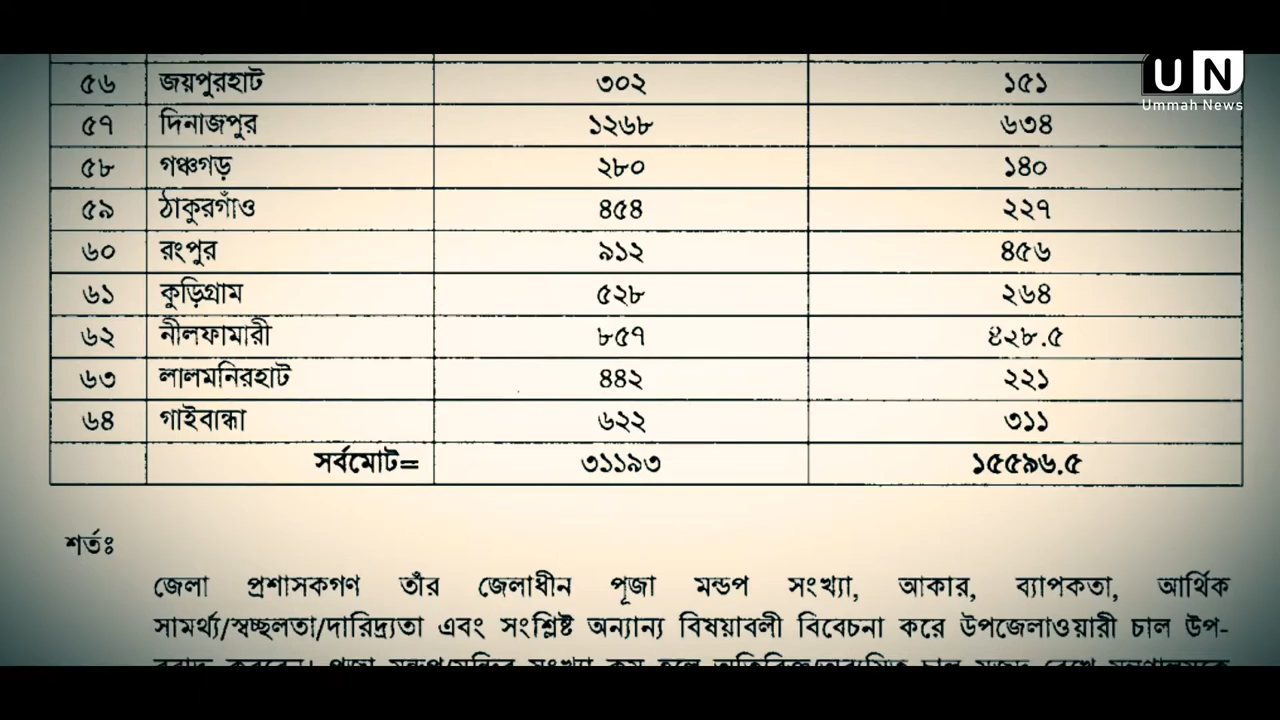 UN
Ummah News
৫৬ জয়পুরহাট ৩০২ ১৫১
৫৭ দিনাজপুর ১২৬৮ ৬৩৪
৫৮ গঞ্চগড় ২৮০ ১৪০
৫৯ ঠাকুরগাঁও ৪৫৪ ২২৭
৬০ রংপুর ৯১২ ৪৫৬
৬১ কুড়িগ্রাম ৫২৮ ২৬৪
৬২ নীলফামারী ৮৫৭ ৪২৮.৫
৬৩ লালমনিরহাট ৪৪২ ২২১
৬৪ গাইবান্ধা ৬২২ ৩১১
সর্বমোট= ৩১১৯৩ ১৫৫৯৬.৫
শর্তঃ
জেলা প্রশাসকগণ তাঁর জেলাধীন পূজা মন্ডপ সংখ্যা, আকার, ব্যাপকতা, আর্থিক
সামর্থ্য/স্বচ্ছলতা/দারিদ্র্যতা এবং সংশ্লিষ্ট অন্যান্য বিষয়াবলী বিবেচনা করে উপজেলাওয়ারী চাল উপ-